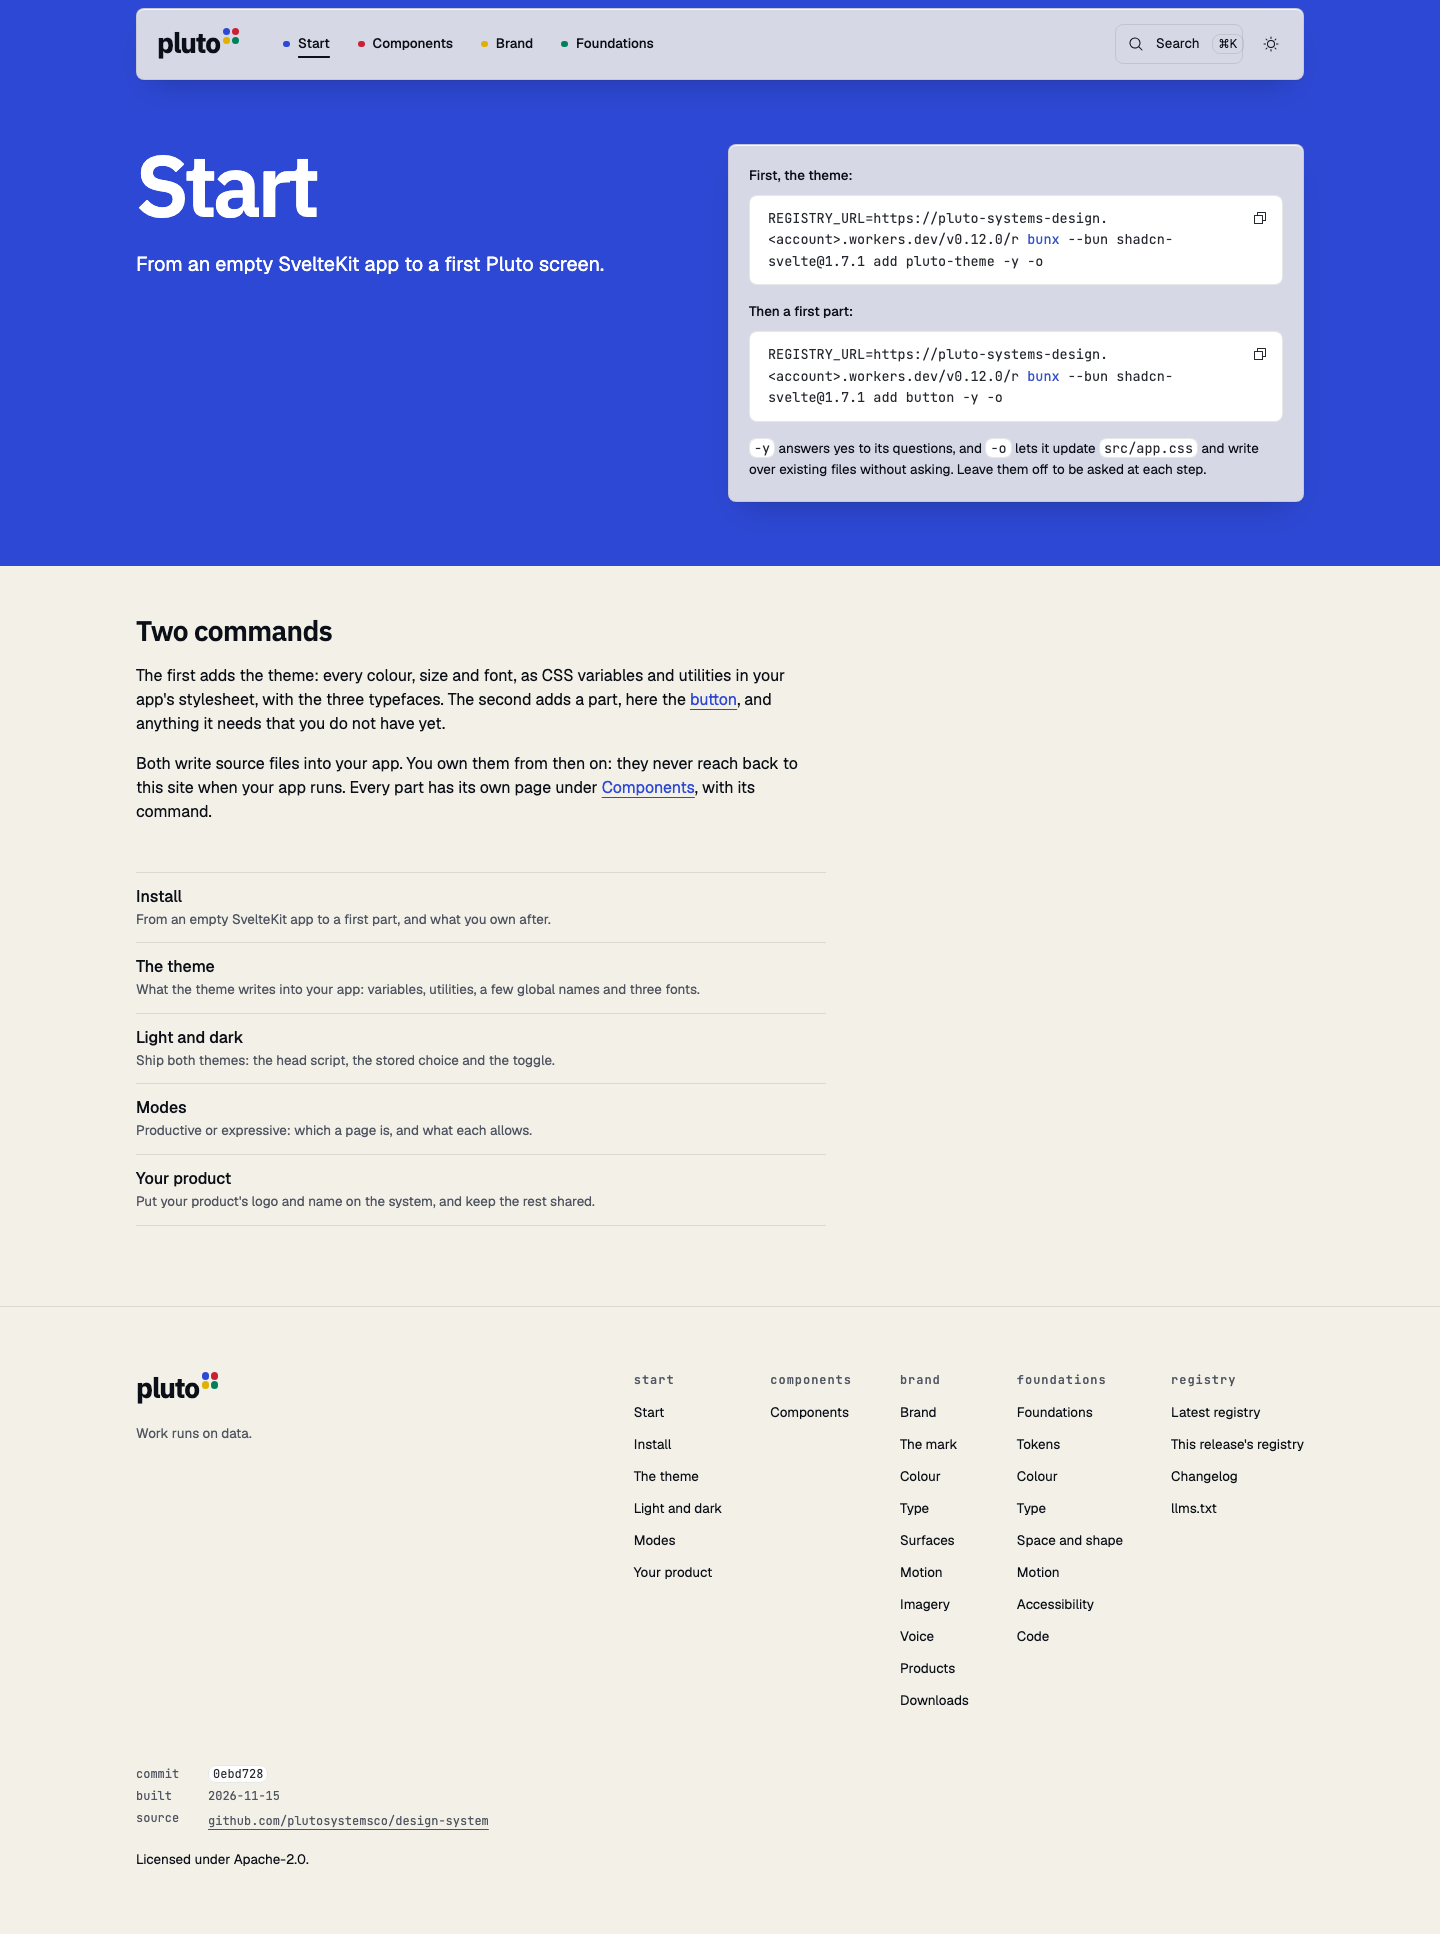 pluto
Start
Components
Brand
Foundations
Search
⌘K
Start
From an empty SvelteKit app to a first Pluto screen.
First, the theme:
REGISTRY_URL=https://pluto-systems-design.
<account>.workers.dev/v0.12.0/r bunx --bun shadcn-
svelte@1.7.1 add pluto-theme -y -o
Then a first part:
REGISTRY_URL=https://pluto-systems-design.
<account>.workers.dev/v0.12.0/r bunx --bun shadcn-
svelte@1.7.1 add button -y -o
-y answers yes to its questions, and -o lets it update src/app.css and write
over existing files without asking. Leave them off to be asked at each step.
Two commands
The first adds the theme: every colour, size and font, as CSS variables and utilities in your
app's stylesheet, with the three typefaces. The second adds a part, here the button, and
anything it needs that you do not have yet.
Both write source files into your app. You own them from then on: they never reach back to
this site when your app runs. Every part has its own page under Components, with its
command.
Install
From an empty SvelteKit app to a first part, and what you own after.
The theme
What the theme writes into your app: variables, utilities, a few global names and three fonts.
Light and dark
Ship both themes: the head script, the stored choice and the toggle.
Modes
Productive or expressive: which a page is, and what each allows.
Your product
Put your product's logo and name on the system, and keep the rest shared.
pluto
Work runs on data.
start
Start
Install
The theme
Light and dark
Modes
Your product
components
Components
brand
Brand
The mark
Colour
Type
Surfaces
Motion
Imagery
Voice
Products
Downloads
foundations
Foundations
Tokens
Colour
Type
Space and shape
Motion
Accessibility
Code
registry
Latest registry
This release's registry
Changelog
llms.txt
commit 0ebd728
built 2026-11-15
source github.com/plutosystemsco/design-system
Licensed under Apache-2.0.